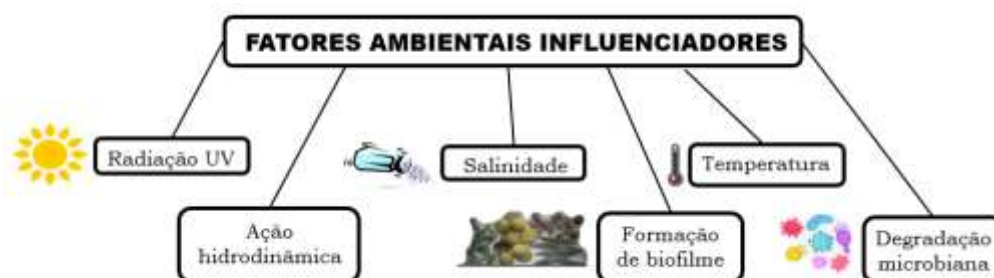 FATORES AMBIENTAIS INFLUENCIADORES
Radiação UV
Salinidade
Temperatura
Ação
hidrodinâmica
Formação
de biofilme
Degradação
microbiana